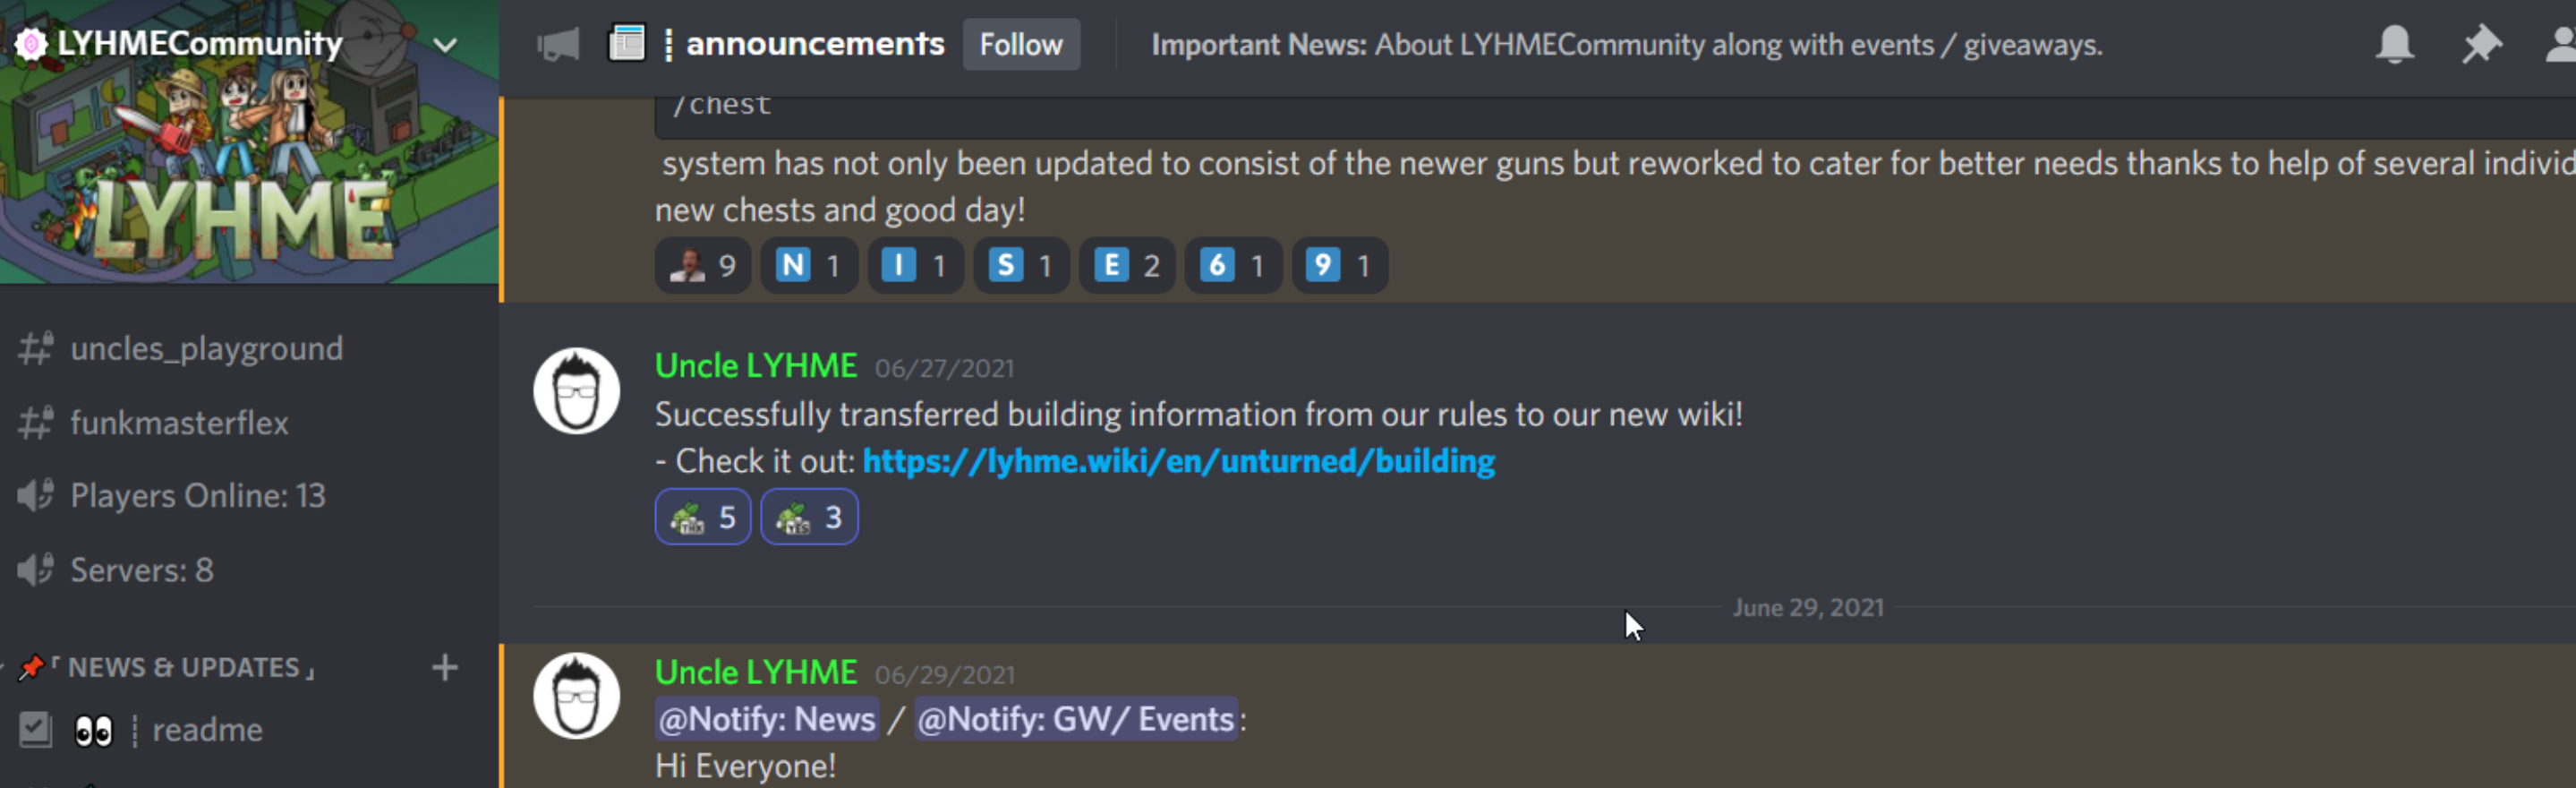 LYHMECommunity
LYHME
uncles_playground
funkmasterflex
Players Online: 13
Servers: 8
「 NEWS & UPDATES 」
readme
announcements Follow Important News: About LYHMECommunity along with events / giveaways.
/chest
system has not only been updated to consist of the newer guns but reworked to cater for better needs thanks to help of several individ
new chests and good day!
9 N 1 I 1 S 1 E 2 6 1 9 1
Uncle LYHME 06/27/2021
Successfully transferred building information from our rules to our new wiki!
- Check it out: https://lyhme.wiki/en/unturned/building
THX 5 YES 3
June 29, 2021
Uncle LYHME 06/29/2021
@Notify: News / @Notify: GW/ Events:
Hi Everyone!